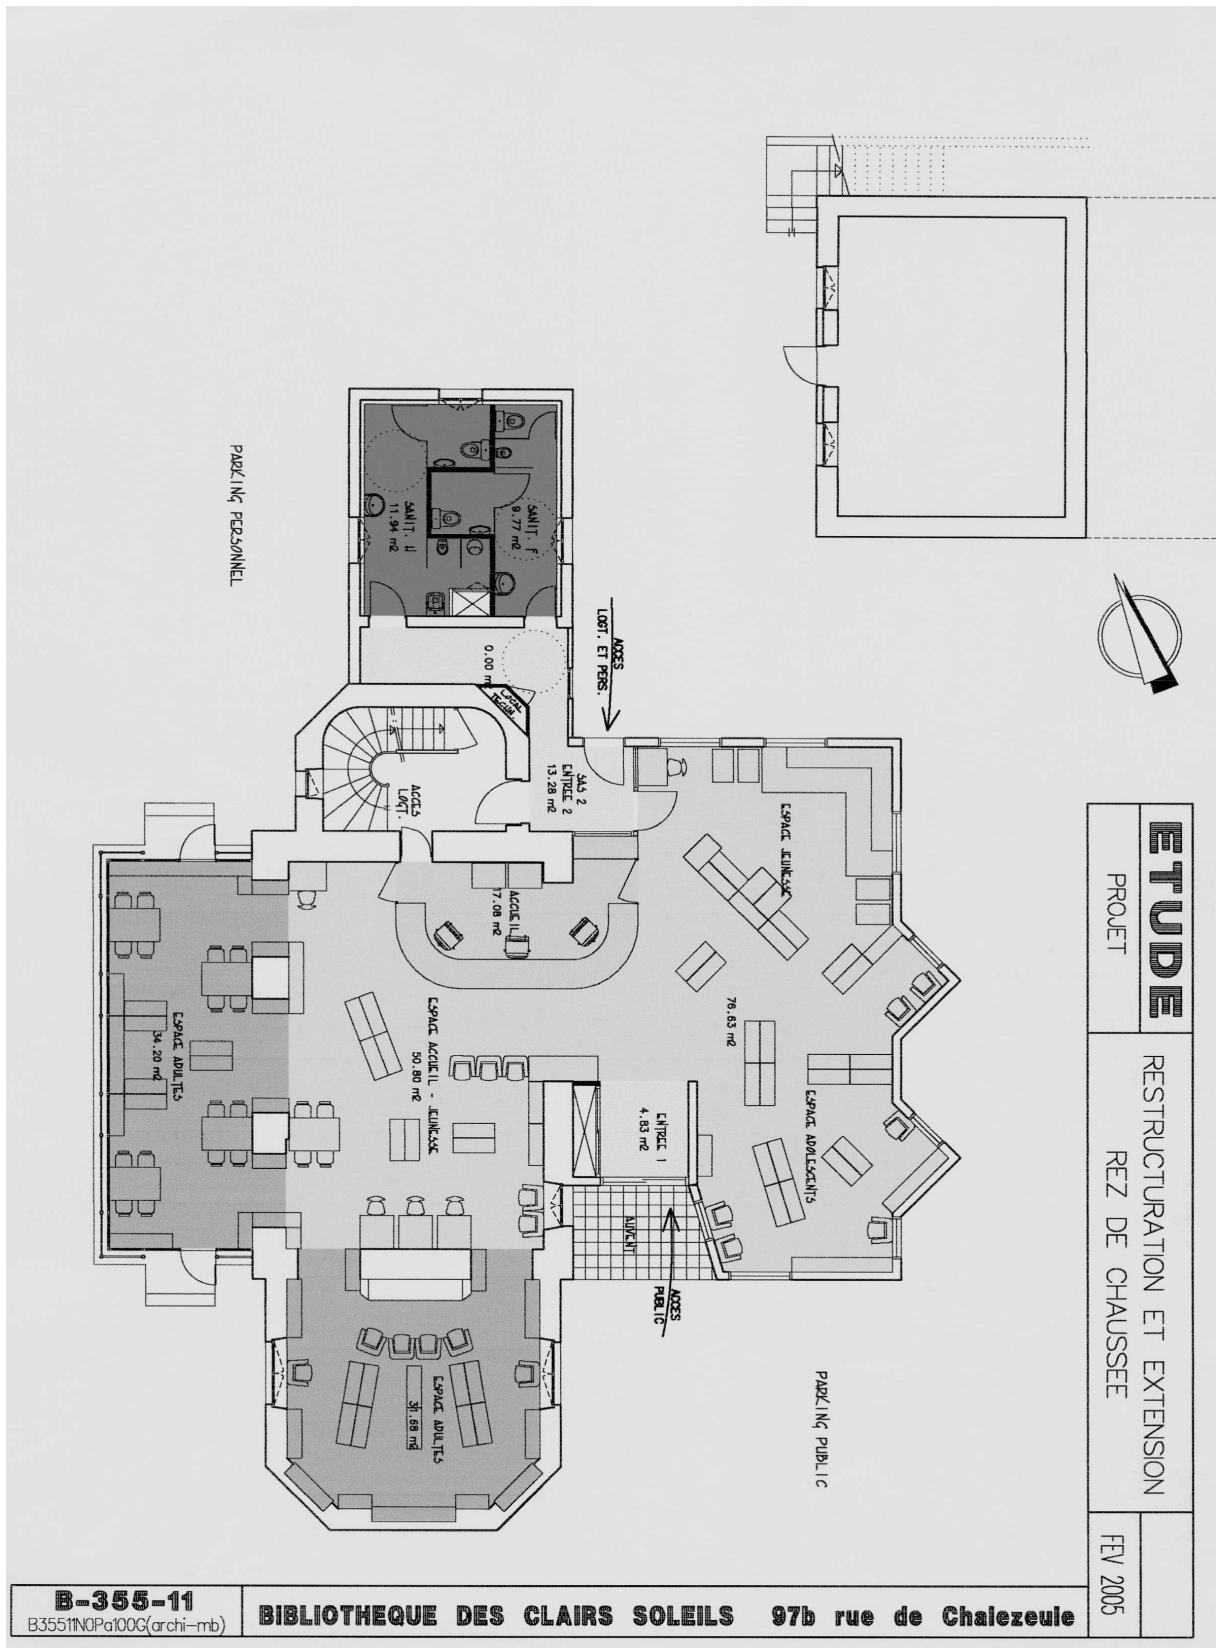 ETUDE
PROJET
RESTRUCTURATION ET EXTENSION
REZ DE CHAUSSEE
FEV 2005
PARKING PERSONNEL
SANIT. H
11.94 m2
SANIT. F
9.77 m2
ACCES
LOGT. ET PERS.
0.00 m
LOCAL
TECHN.
SAS 2
ENTREE 2
13.28 m2
ACCES
LOGT.
ESPACE JEUNESSE
ACCUEIL
17.08 m2
76.63 m2
ESPACE ADULTES
34.20 m2
ESPACE ACCUEIL - JEUNESSE
50.80 m2
ENTREE 1
4.83 m2
ESPACE ADOLESCENTS
AUVENT
ACCES
PUBLIC
ESPACE ADULTES
31.68 m2
PARKING PUBLIC
B-355-11
B35511N0Pa100G(archi-mb)
BIBLIOTHEQUE DES CLAIRS SOLEILS 97b rue de Chalezeule